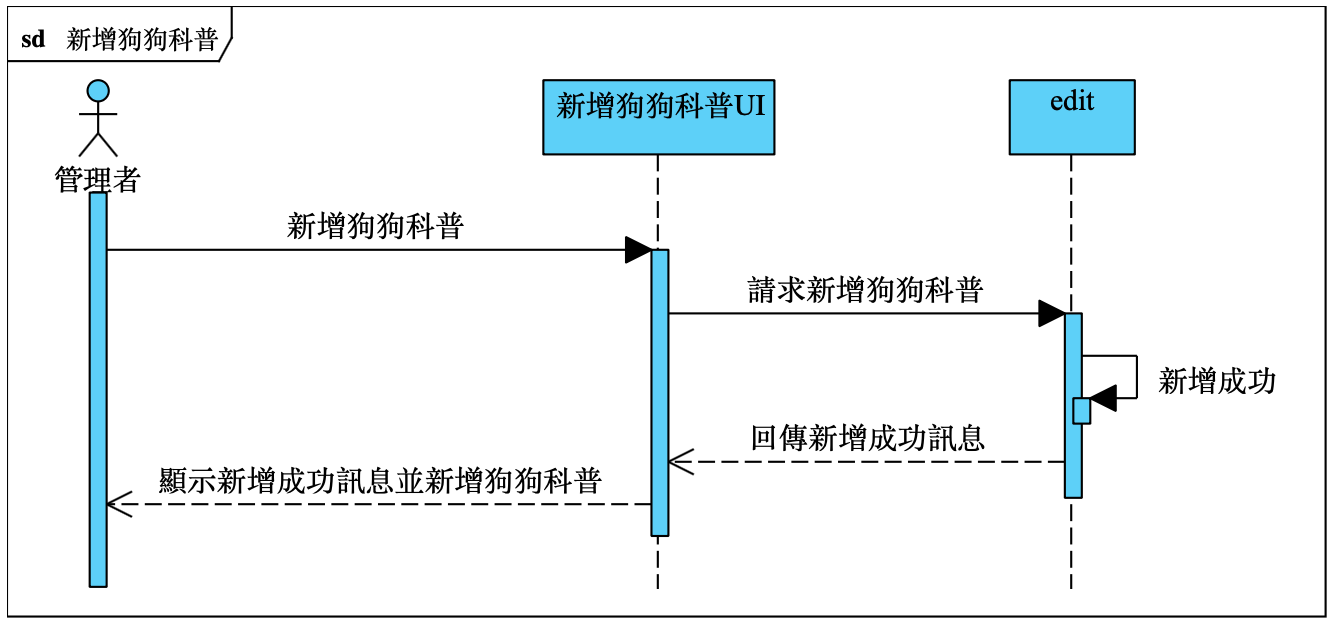 sd 新增狗狗科普
管理者
新增狗狗科普UI
edit
新增狗狗科普
請求新增狗狗科普
新增成功
回傳新增成功訊息
顯示新增成功訊息並新增狗狗科普